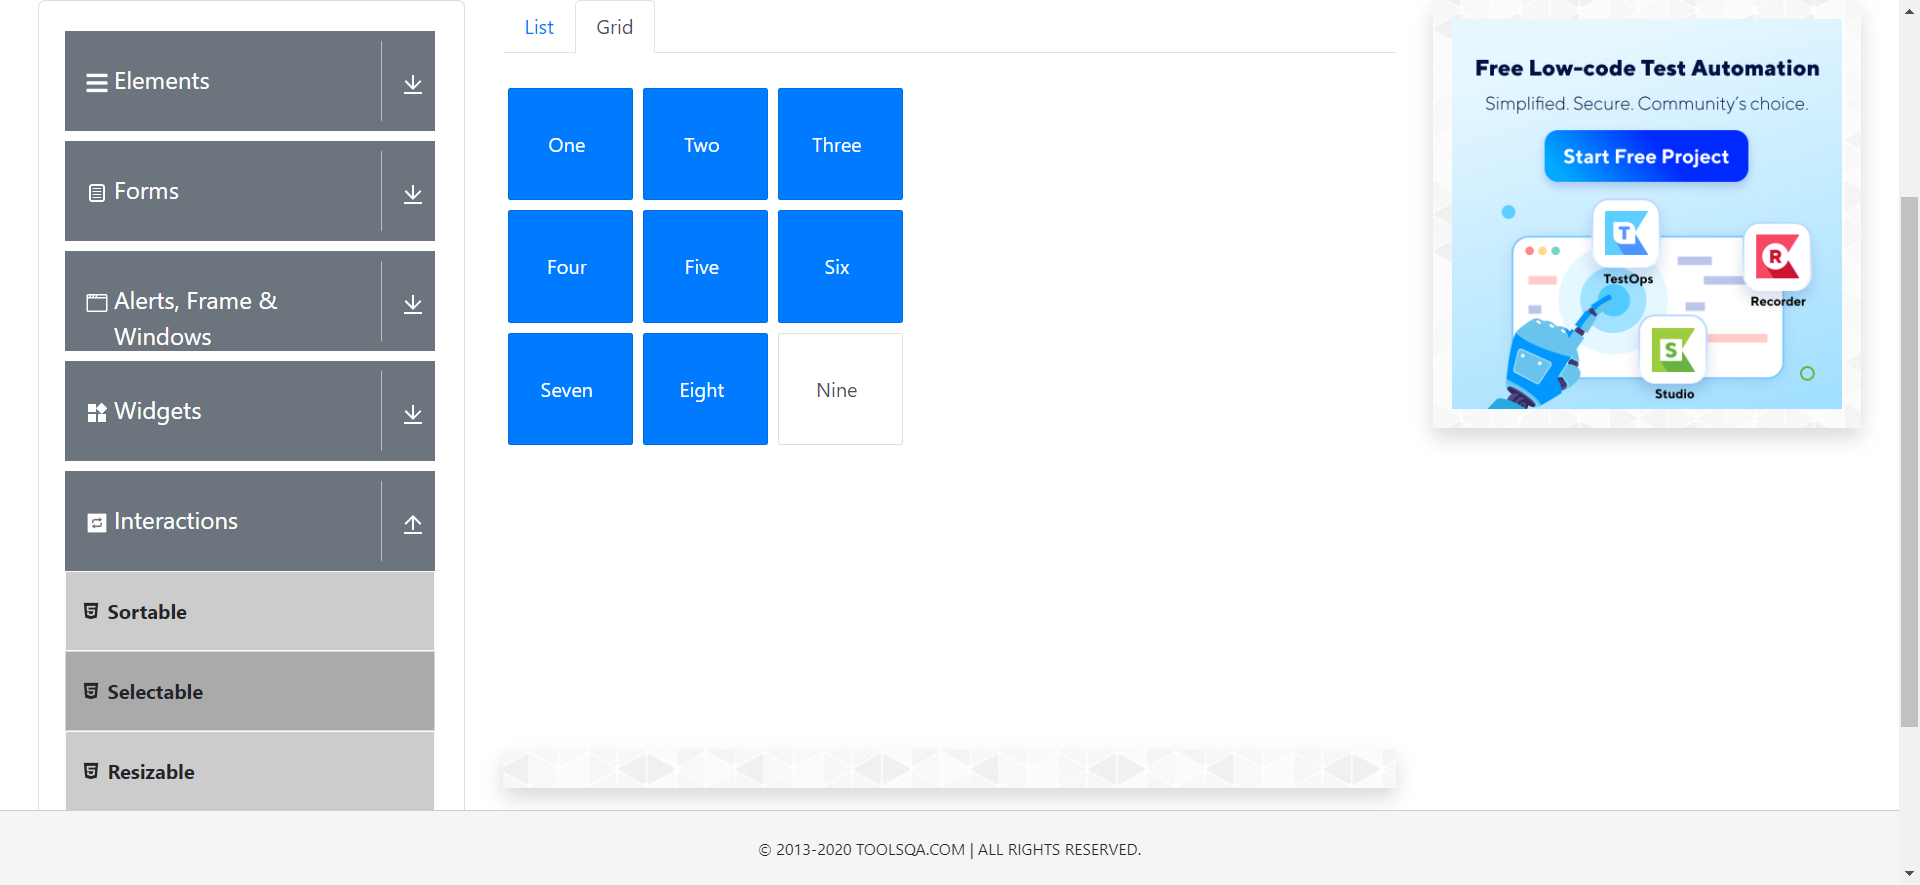 Elements
Forms
Alerts, Frame &
Windows
Widgets
Interactions
Sortable
Selectable
Resizable
List
Grid
One
Two
Three
Four
Five
Six
Seven
Eight
Nine
Free Low-code Test Automation
Simplified. Secure. Community's choice.
Start Free Project
T
TestOps
R
Recorder
S
Studio
© 2013-2020 TOOLSQA.COM | ALL RIGHTS RESERVED.